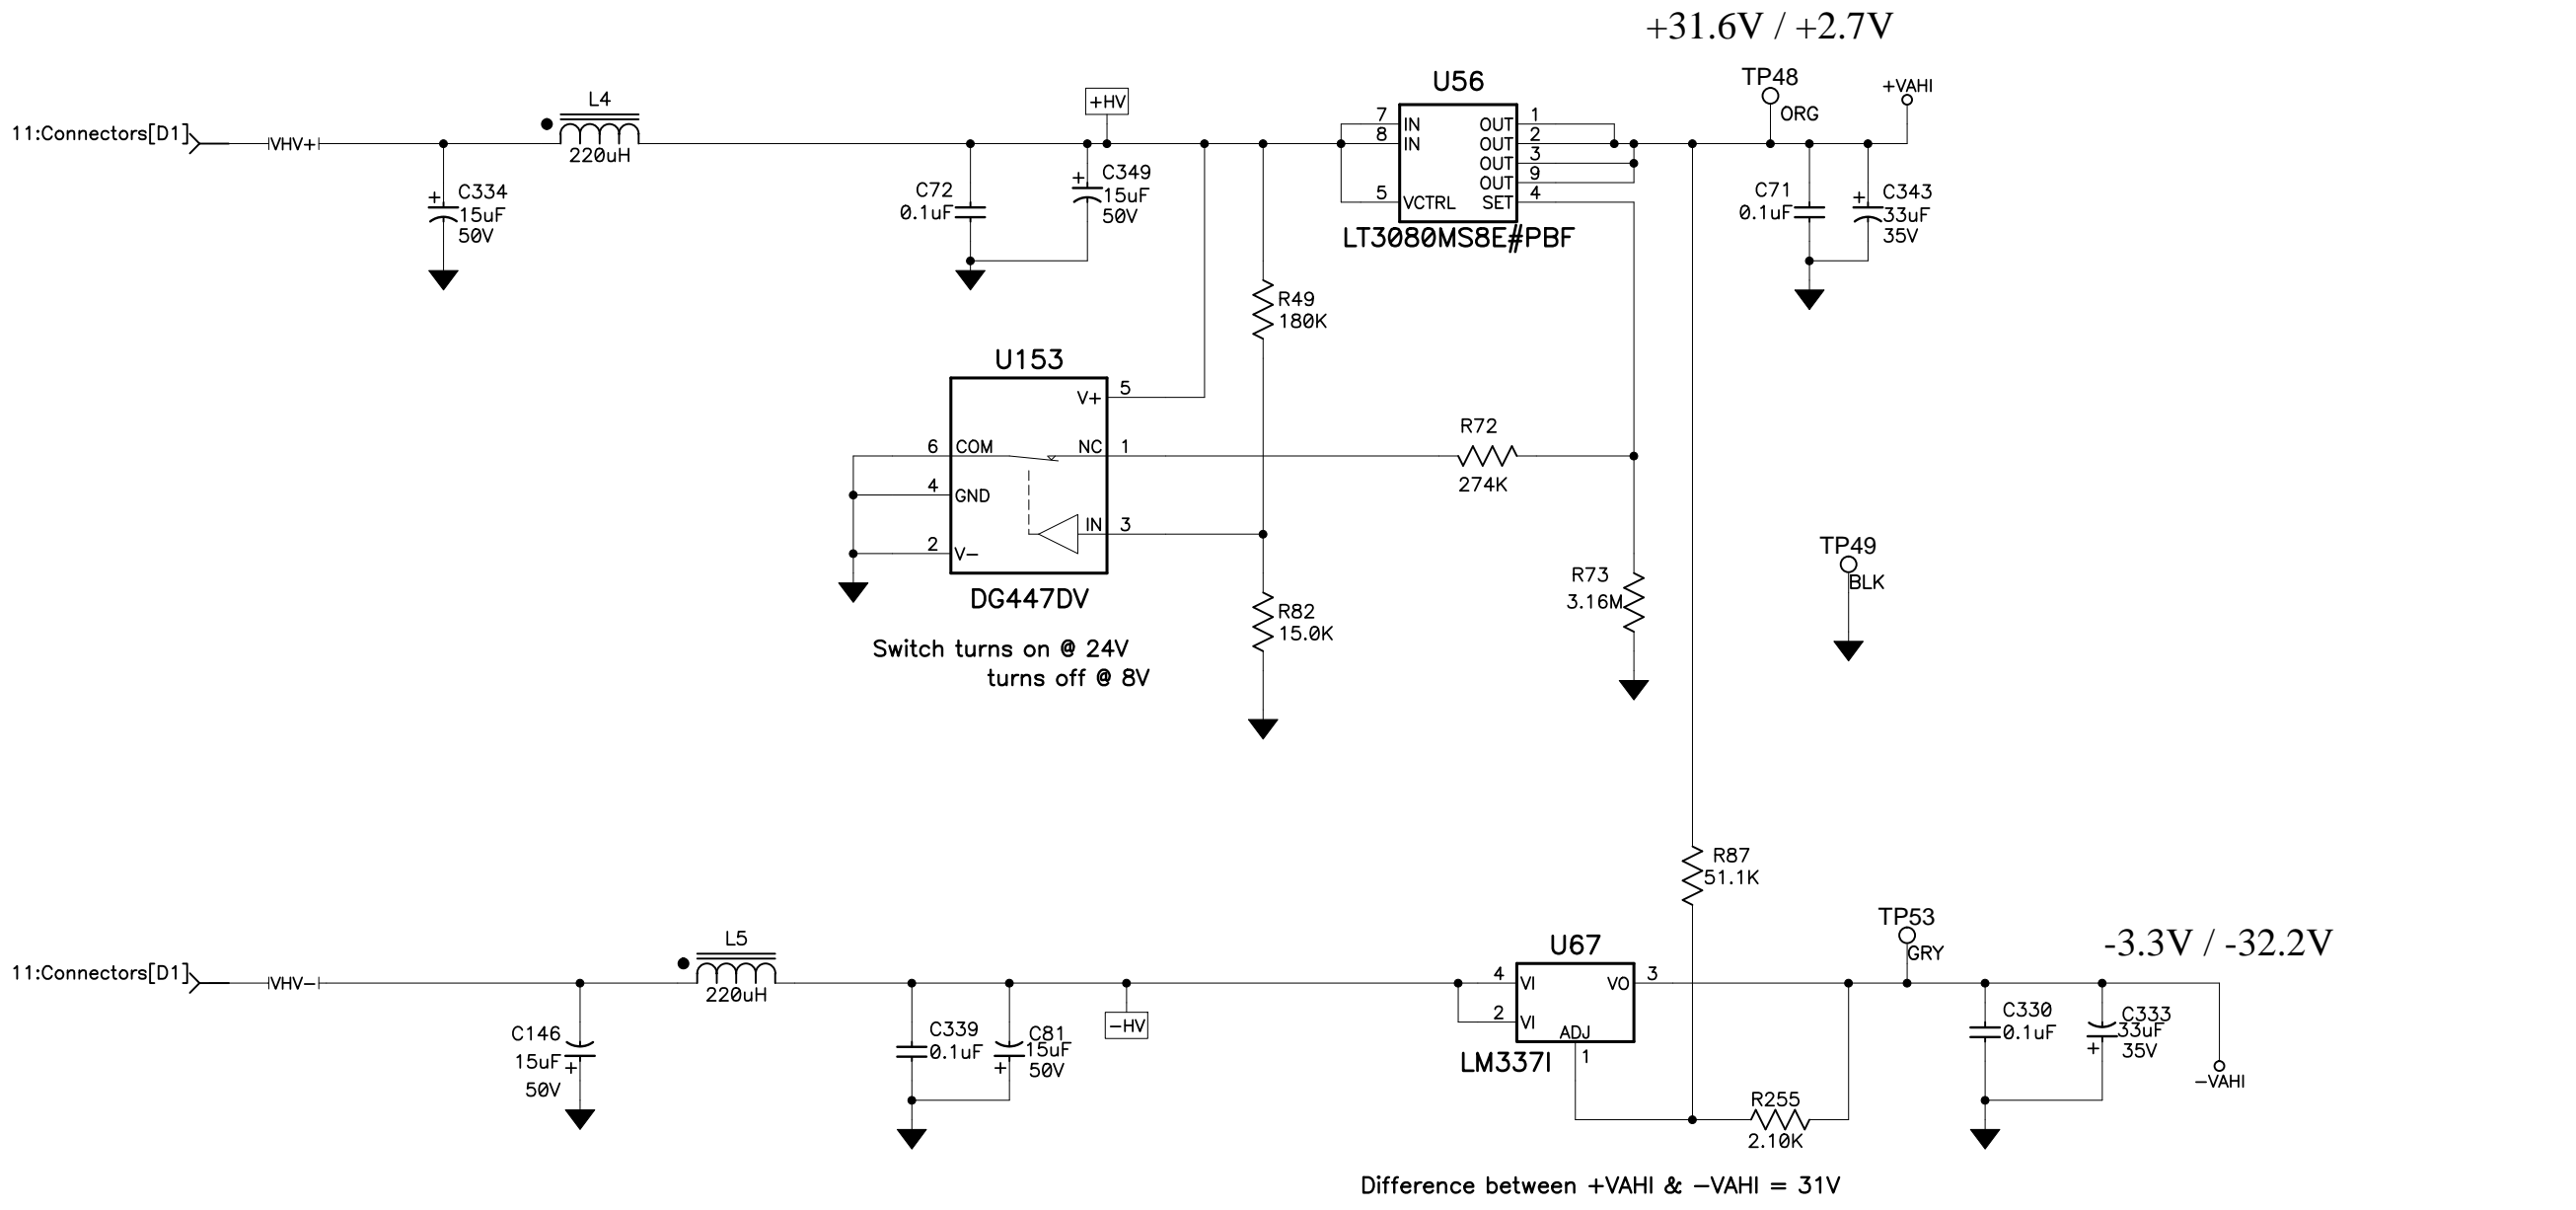 +31.6V / +2.7V
TP48
ORG
+VAHI
U56
7 IN OUT 1
8 IN OUT 2
OUT 3
OUT 9
5 VCTRL SET 4
LT3080MS8E#PBF
11:Connectors[D1]
VHV+
L4
220uH
+HV
C334
15uF
50V
C72
0.1uF
C349
15uF
50V
C71
0.1uF
C343
33uF
35V
R49
180K
U153
V+ 5
6 COM NC 1
4 GND
IN 3
2 V-
DG447DV
Switch turns on @ 24V
turns off @ 8V
R72
274K
R82
15.0K
R73
3.16M
TP49
BLK
R87
51.1K
11:Connectors[D1]
VHV-
L5
220uH
C146
15uF
50V
C339
0.1uF
C81
15uF
50V
-HV
U67
4 VI VO 3
2 VI
ADJ
1
LM337I
TP53
GRY
-3.3V / -32.2V
C330
0.1uF
C333
33uF
35V
-VAHI
R255
2.10K
Difference between +VAHI & -VAHI = 31V